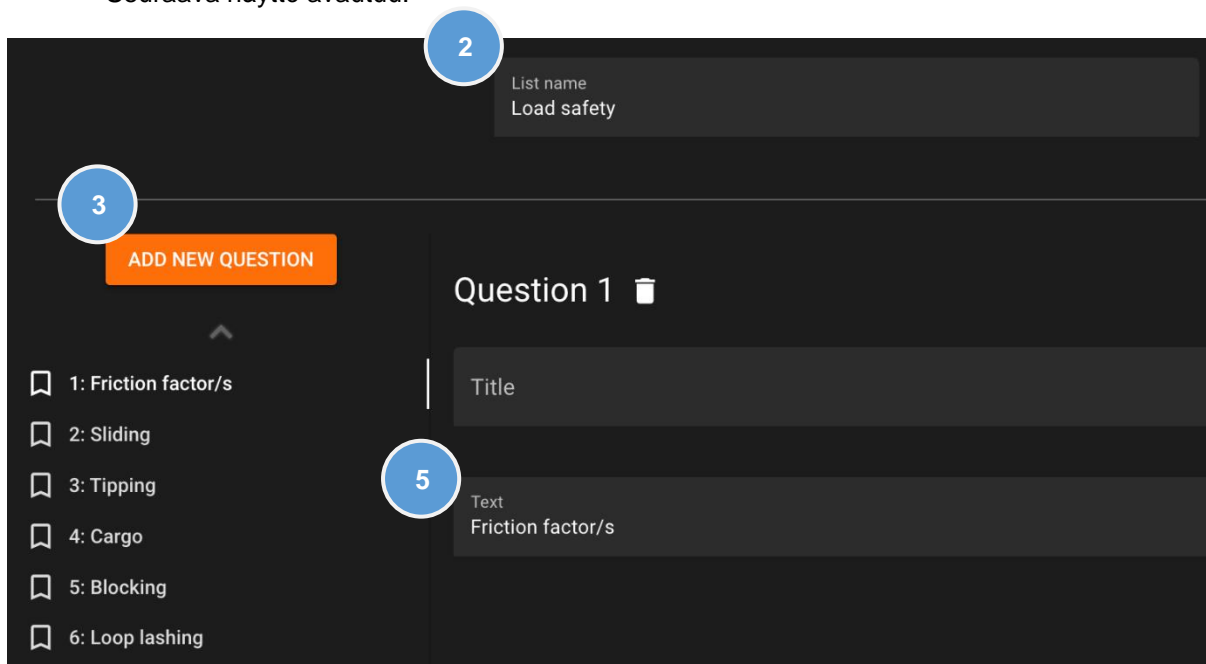 2
List name
Load safety
3
ADD NEW QUESTION
Question 1
1: Friction factor/s
Title
2: Sliding
3: Tipping
5
Text
Friction factor/s
4: Cargo
5: Blocking
6: Loop lashing